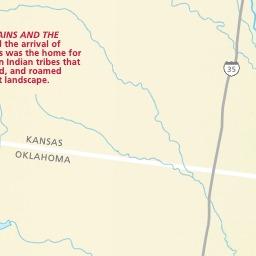 AINS AND THE
the arrival of
s was the home for
n Indian tribes that
d, and roamed
t landscape.
35
KANSAS
OKLAHOMA